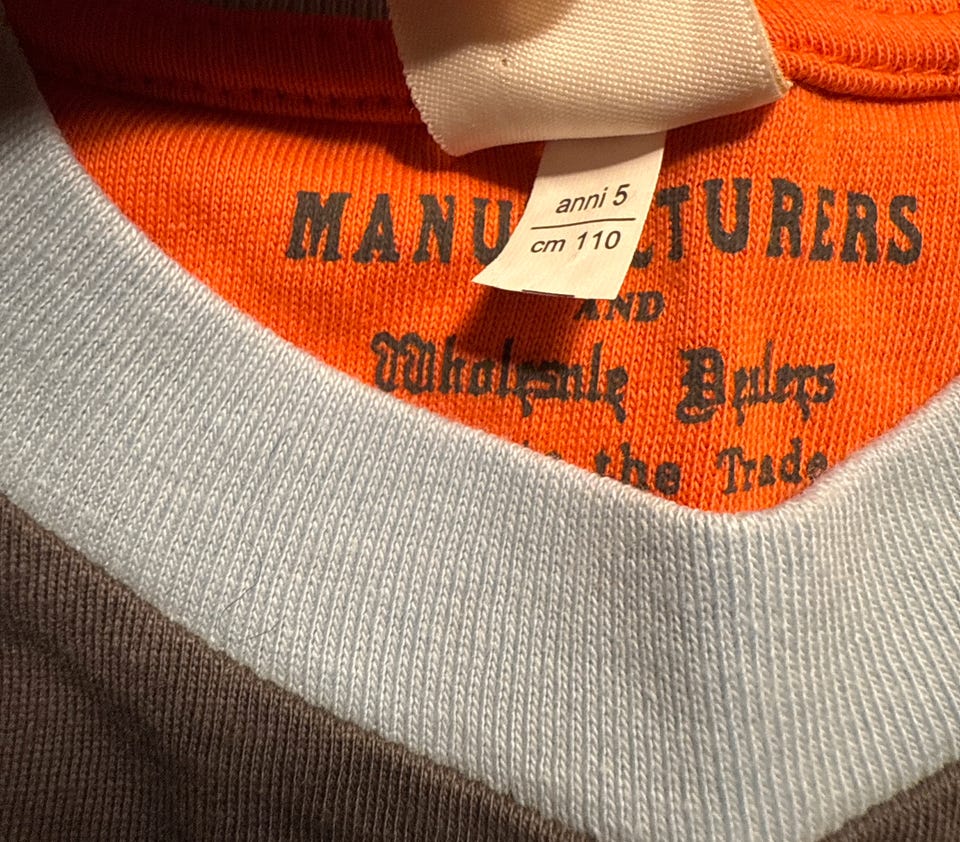 anni 5
cm 110
MANU TURERS
AND
Wholesale Dealers
the Trade